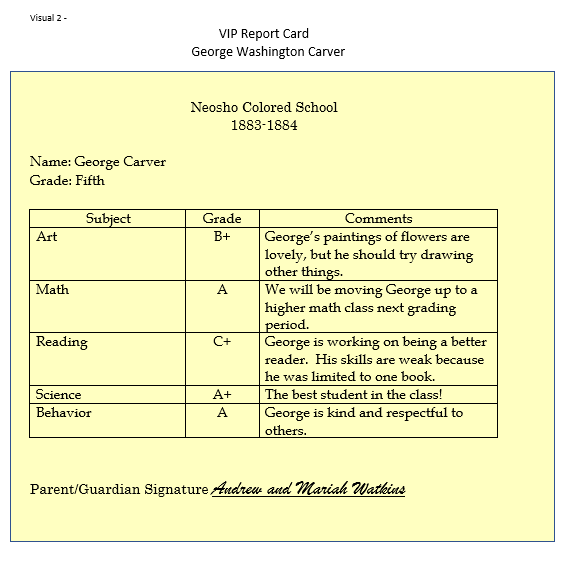 Visual 2 -
VIP Report Card
George Washington Carver
Neosho Colored School
1883-1884
Name: George Carver
Grade: Fifth
Subject Grade Comments
Art B+ George's paintings of flowers are
lovely, but he should try drawing
other things.
Math A We will be moving George up to a
higher math class next grading
period.
Reading C+ George is working on being a better
reader.  His skills are weak because
he was limited to one book.
Science A+ The best student in the class!
Behavior A George is kind and respectful to
others.
Parent/Guardian Signature Andrew and Mariah Watkins